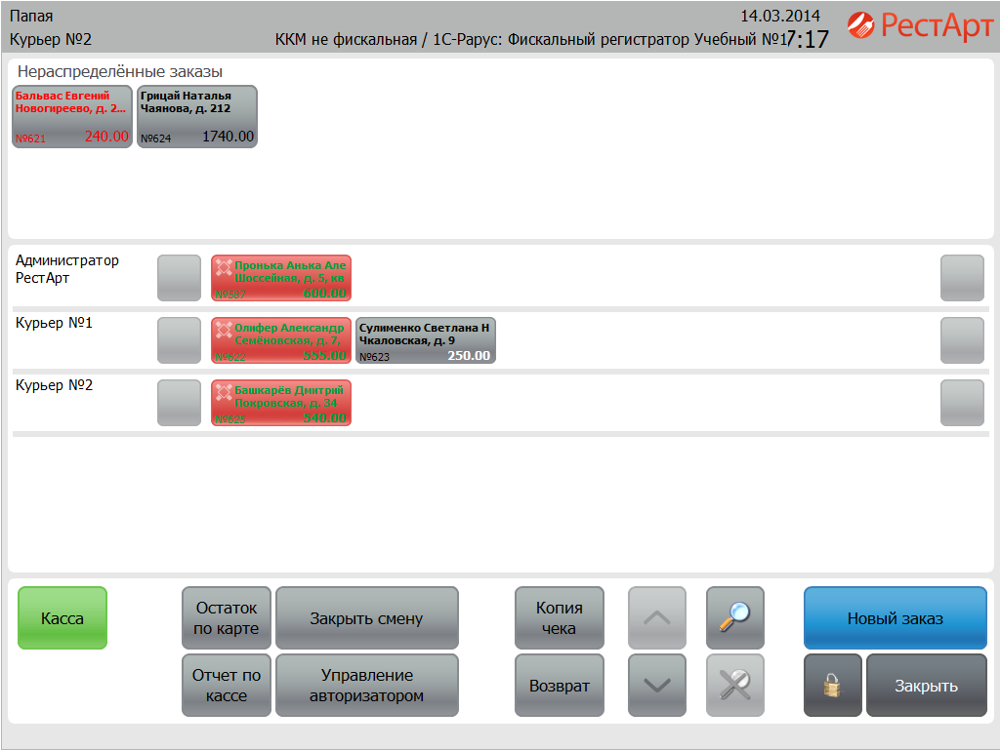 Папая
14.03.2014
Курьер №2
ККМ не фискальная / 1С-Рарус: Фискальный регистратор Учебный №1
7:17
РестАрт
Нераспределённые заказы
Бальвас Евгений
Новогиреево, д. 2...
№621 240.00
Грицай Наталья
Чаянова, д. 212
№624 1740.00
Администратор
РестАрт
Пронька Анька Але
Шоссейная, д. 5, кв
№587 600.00
Курьер №1
Олифер Александр
Семёновская, д. 7,
№622 555.00
Сулименко Светлана Н
Чкаловская, д. 9
№623 250.00
Курьер №2
Башкарёв Дмитрий
Покровская, д. 34
№625 540.00
Касса
Остаток
по карте
Закрыть смену
Копия
чека
Новый заказ
Отчет по
кассе
Управление
авторизатором
Возврат
Закрыть